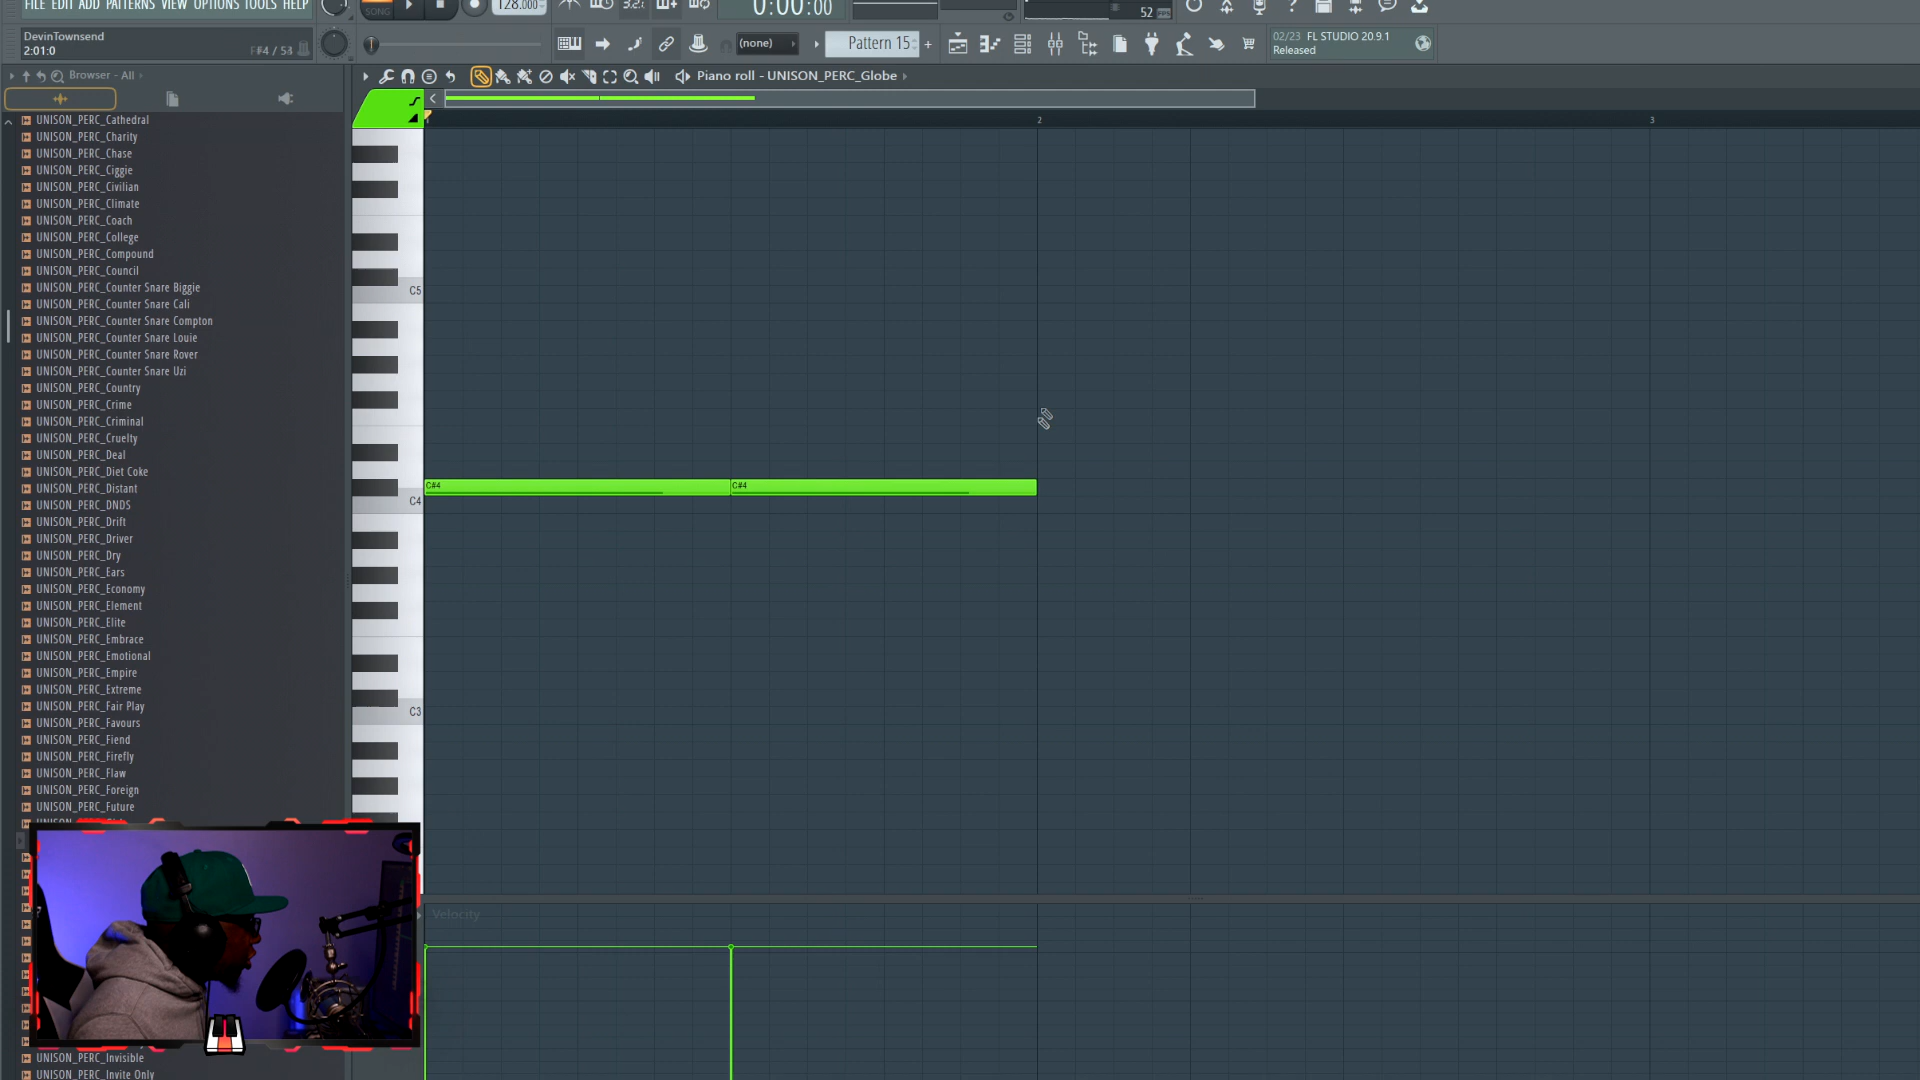 FILE EDIT ADD PATTERNS VIEW OPTIONS TOOLS HELP
SONG
128.000
3.2.
0:00:00
52
DevinTownsend
2:01:0
F#4 / 53
(none)
Pattern 15
02/23 FL STUDIO 20.9.1
Released
Browser - All
Piano roll - UNISON_PERC_Globe
UNISON_PERC_Cathedral
UNISON_PERC_Charity
UNISON_PERC_Chase
UNISON_PERC_Ciggie
UNISON_PERC_Civilian
UNISON_PERC_Climate
UNISON_PERC_Coach
UNISON_PERC_College
UNISON_PERC_Compound
UNISON_PERC_Council
UNISON_PERC_Counter Snare Biggie
UNISON_PERC_Counter Snare Cali
UNISON_PERC_Counter Snare Compton
UNISON_PERC_Counter Snare Louie
UNISON_PERC_Counter Snare Rover
UNISON_PERC_Counter Snare Uzi
UNISON_PERC_Country
UNISON_PERC_Crime
UNISON_PERC_Criminal
UNISON_PERC_Cruelty
UNISON_PERC_Deal
UNISON_PERC_Diet Coke
UNISON_PERC_Distant
UNISON_PERC_DNDS
UNISON_PERC_Drift
UNISON_PERC_Driver
UNISON_PERC_Dry
UNISON_PERC_Ears
UNISON_PERC_Economy
UNISON_PERC_Element
UNISON_PERC_Elite
UNISON_PERC_Embrace
UNISON_PERC_Emotional
UNISON_PERC_Empire
UNISON_PERC_Extreme
UNISON_PERC_Fair Play
UNISON_PERC_Favours
UNISON_PERC_Fiend
UNISON_PERC_Firefly
UNISON_PERC_Flaw
UNISON_PERC_Foreign
UNISON_PERC_Future
UNISON_PERC_Invisible
UNISON_PERC_Invite Only
2
3
C5
C4
C3
C#4
C#4
Velocity